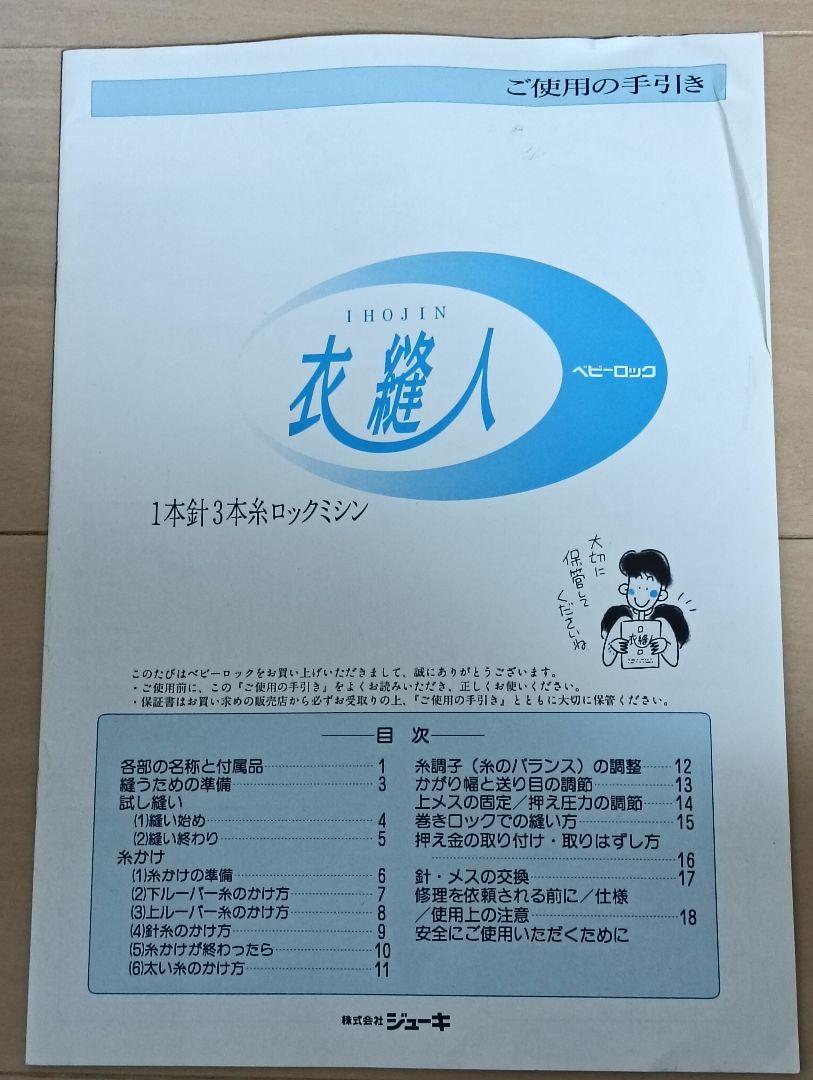 ご使用の手引き
IHOJIN
衣縫人
ベビーロック
1本針3本糸ロックミシン
大切に
保管して
くださいね
衣縫人
このたびはベビーロックをお買い上げいただきまして、誠にありがとうございます。
・ご使用前に、この『ご使用の手引き』をよくお読みいただき、正しくお使いください。
・保証書はお買い求めの販売店から必ずお受取りの上、『ご使用の手引き』とともに大切に保管ください。
目 次
各部の名称と付属品 1
縫うための準備 3
試し縫い
(1)縫い始め 4
(2)縫い終わり 5
糸かけ
(1)糸かけの準備 6
(2)下ルーパー糸のかけ方 7
(3)上ルーパー糸のかけ方 8
(4)針糸のかけ方 9
(5)糸かけが終わったら 10
(6)太い糸のかけ方 11
糸調子(糸のバランス)の調整 12
かがり幅と送り目の調節 13
上メスの固定/押え圧力の調節 14
巻きロックでの縫い方 15
押え金の取り付け・取りはずし方
16
針・メスの交換 17
修理を依頼される前に/仕様
/使用上の注意 18
安全にご使用いただくために
株式会社 ジューキ